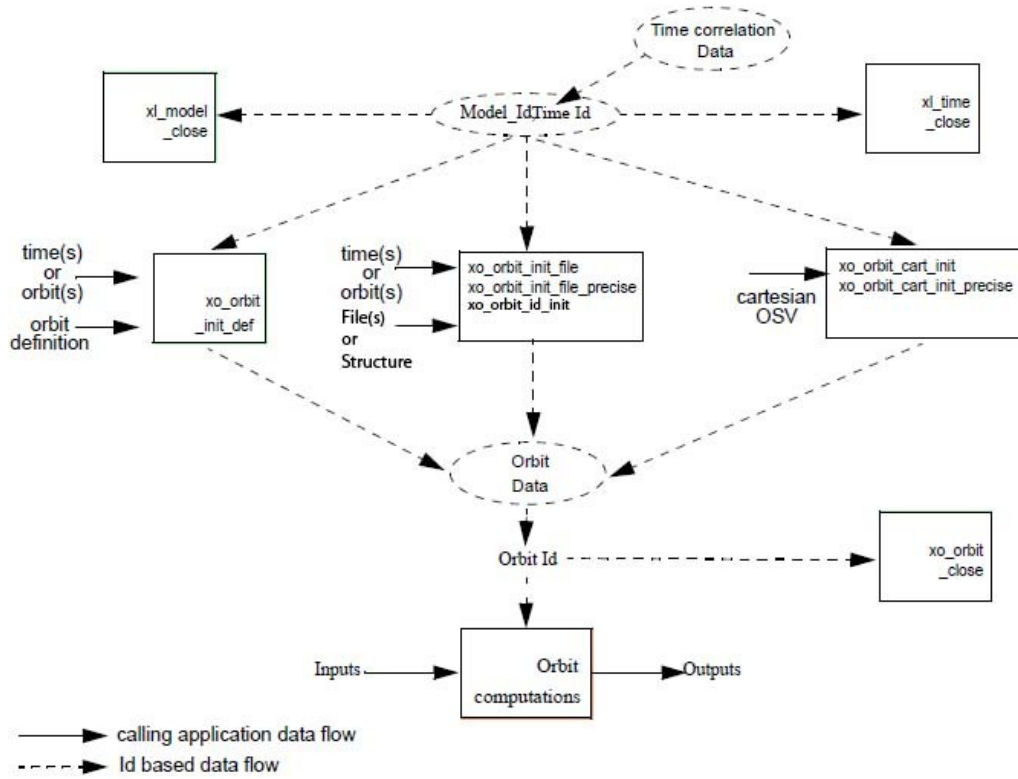 Time correlation
Data
xl_model
_close
Model_Id,Time Id
xl_time
_close
time(s)
or
orbit(s)
orbit
definition
xo_orbit
_init_def
time(s)
or
orbit(s)
File(s)
or
Structure
xo_orbit_init_file
xo_orbit_init_file_precise
xo_orbit_id_init
cartesian
OSV
xo_orbit_cart_init
xo_orbit_cart_init_precise
Orbit
Data
Orbit Id
xo_orbit
_close
Inputs
Orbit
computations
Outputs
calling application data flow
Id based data flow